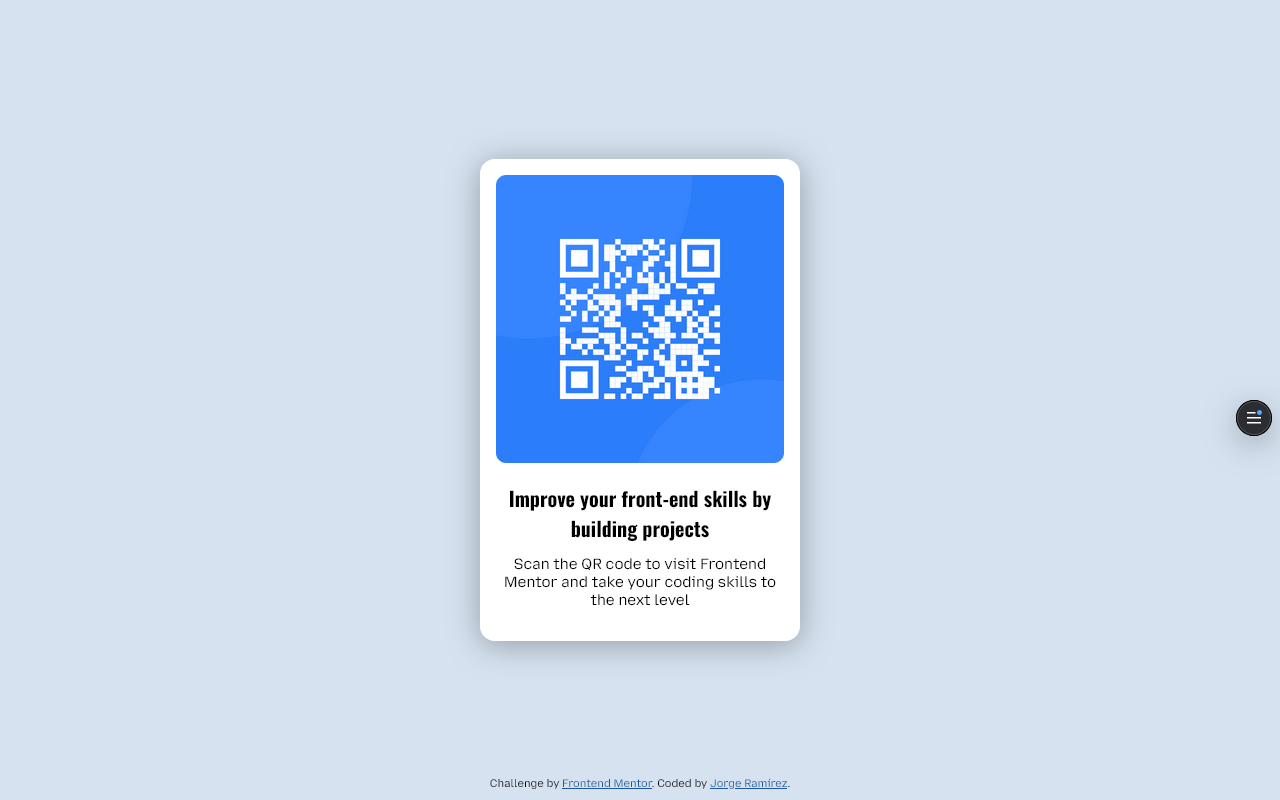 Improve your front-end skills by
building projects
Scan the QR code to visit Frontend
Mentor and take your coding skills to
the next level
Challenge by Frontend Mentor. Coded by Jorge Ramírez.